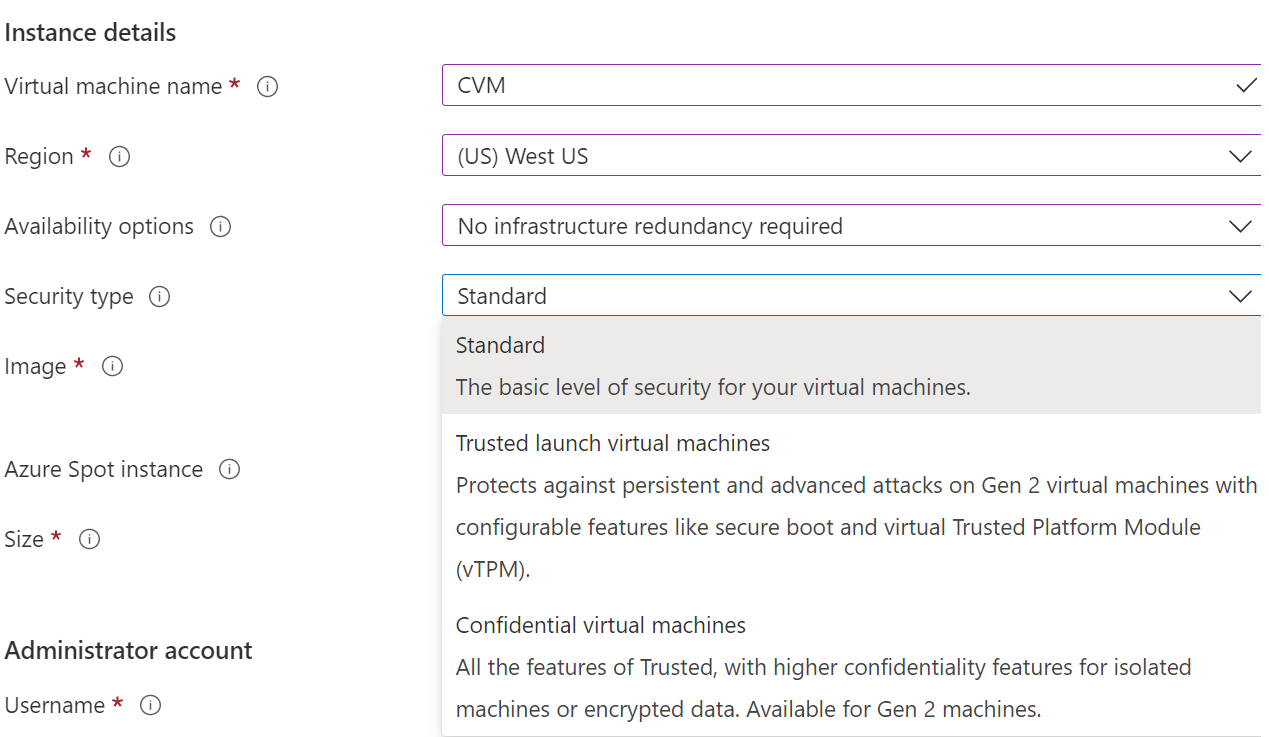 Instance details
Virtual machine name * CVM
Region * (US) West US
Availability options No infrastructure redundancy required
Security type Standard
Standard
The basic level of security for your virtual machines.
Image *
Trusted launch virtual machines
Protects against persistent and advanced attacks on Gen 2 virtual machines with
configurable features like secure boot and virtual Trusted Platform Module
(vTPM).
Azure Spot instance
Size *
Confidential virtual machines
All the features of Trusted, with higher confidentiality features for isolated
machines or encrypted data. Available for Gen 2 machines.
Administrator account
Username *